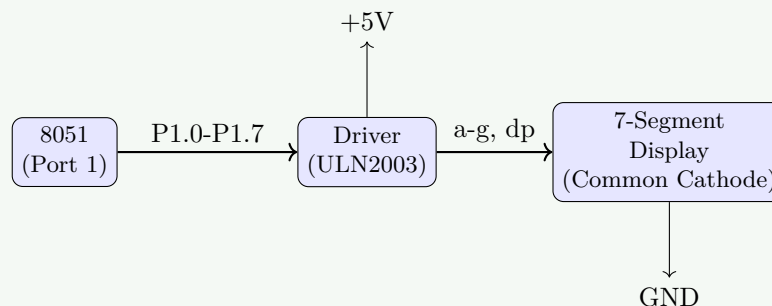 +5V
8051
(Port 1)
P1.0-P1.7
Driver
(ULN2003)
a-g, dp
7-Segment
Display
(Common Cathode)
GND